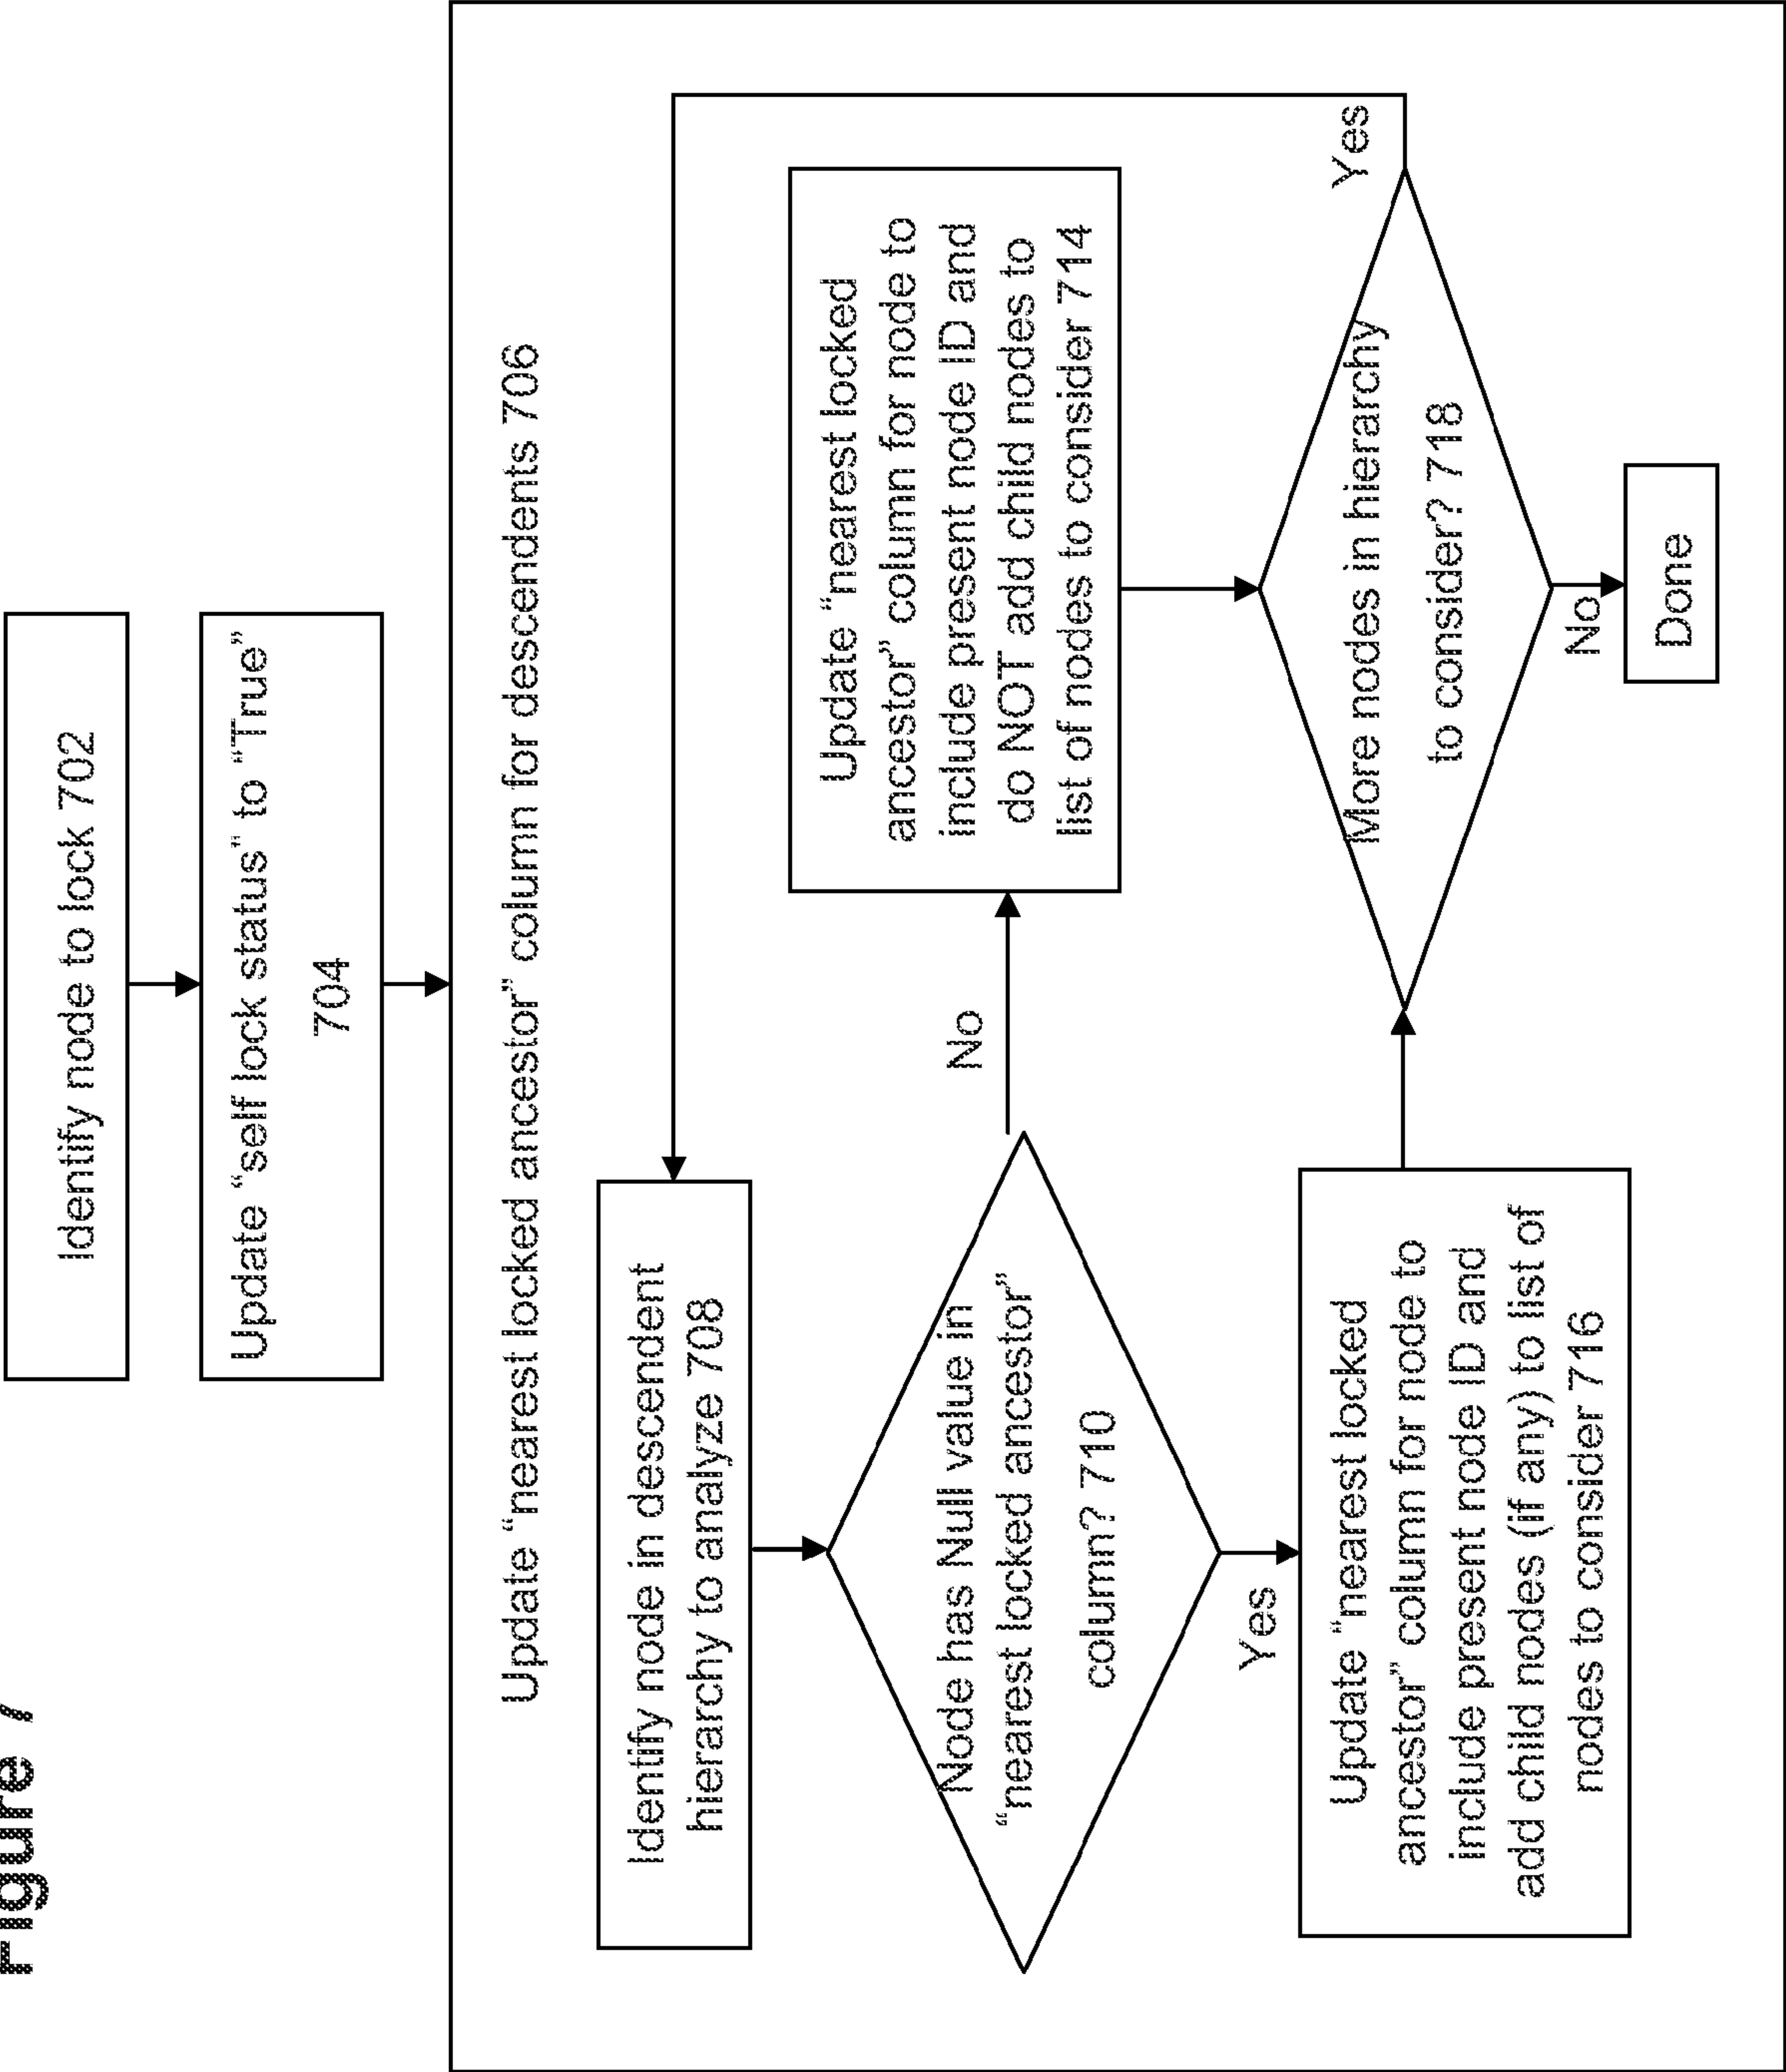 Figure 7
Identify node to lock 702
Update “self lock status" to “True”
704
Update “nearest locked ancestor” column for descendents 706
Identify node in descendent
hierarchy to analyze 708
Node has Null value in
“nearest locked ancestor”
column? 710
No
Update “nearest locked
ancestor” column for node to
include present node ID and
do NOT add child nodes to
list of nodes to consider 714
Yes
Update “nearest locked
ancestor” column for node to
include present node ID and
add child nodes (if any) to list of
nodes to consider 716
More nodes in hierarchy
to consider? 718
Yes
No
Done